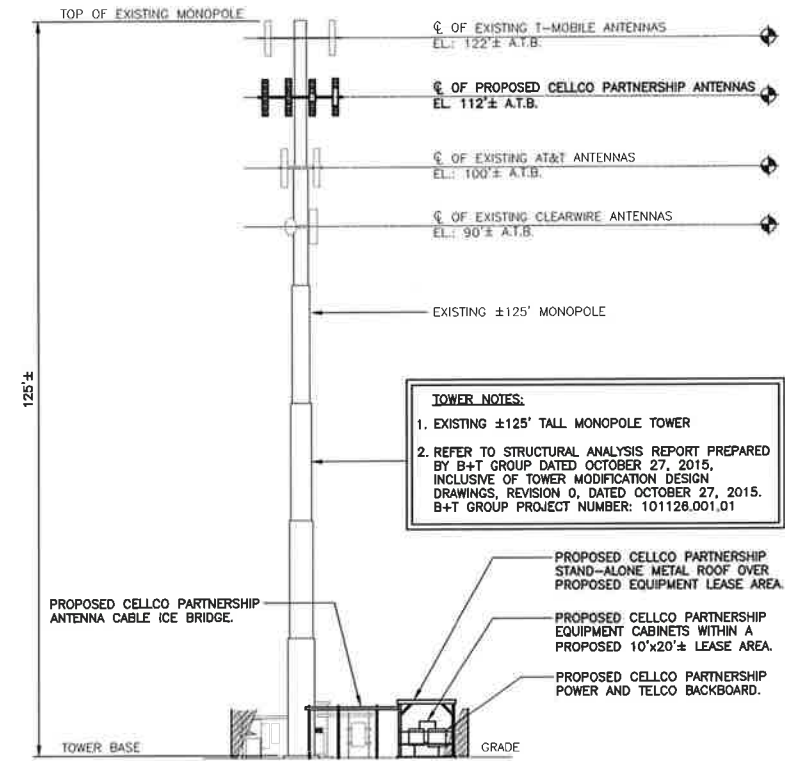 TOP OF EXISTING MONOPOLE
℄ OF EXISTING T-MOBILE ANTENNAS
EL.: 122'± A.T.B.
℄ OF PROPOSED CELLCO PARTNERSHIP ANTENNAS
EL. 112'± A.T.B.
℄ OF EXISTING AT&T ANTENNAS
EL.: 100'± A.T.B.
℄ OF EXISTING CLEARWIRE ANTENNAS
EL.: 90'± A.T.B.
EXISTING ±125' MONOPOLE
125'±
TOWER NOTES:
1. EXISTING ±125' TALL MONOPOLE TOWER
2. REFER TO STRUCTURAL ANALYSIS REPORT PREPARED
BY B+T GROUP DATED OCTOBER 27, 2015,
INCLUSIVE OF TOWER MODIFICATION DESIGN
DRAWINGS, REVISION 0, DATED OCTOBER 27, 2015.
B+T GROUP PROJECT NUMBER: 101126.001.01
PROPOSED CELLCO PARTNERSHIP
STAND-ALONE METAL ROOF OVER
PROPOSED EQUIPMENT LEASE AREA.
PROPOSED CELLCO PARTNERSHIP
ANTENNA CABLE ICE BRIDGE.
PROPOSED CELLCO PARTNERSHIP
EQUIPMENT CABINETS WITHIN A
PROPOSED 10'x20'± LEASE AREA.
PROPOSED CELLCO PARTNERSHIP
POWER AND TELCO BACKBOARD.
TOWER BASE
GRADE